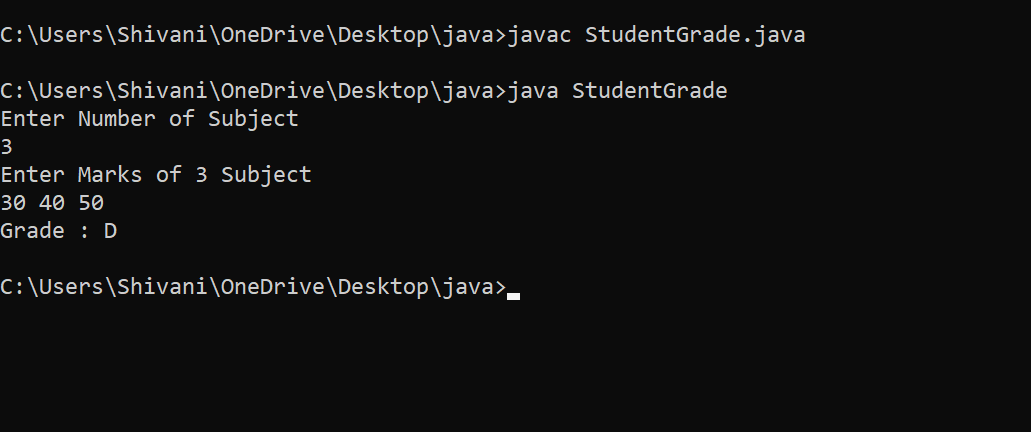 C:\Users\Shivani\OneDrive\Desktop\java>javac StudentGrade.java
C:\Users\Shivani\OneDrive\Desktop\java>java StudentGrade
Enter Number of Subject
3
Enter Marks of 3 Subject
30 40 50
Grade : D
C:\Users\Shivani\OneDrive\Desktop\java>